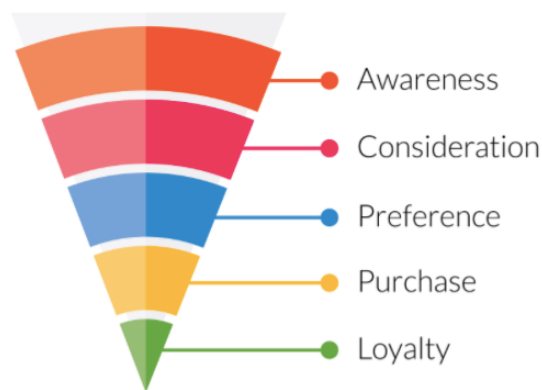 Awareness
Consideration
Preference
Purchase
Loyalty